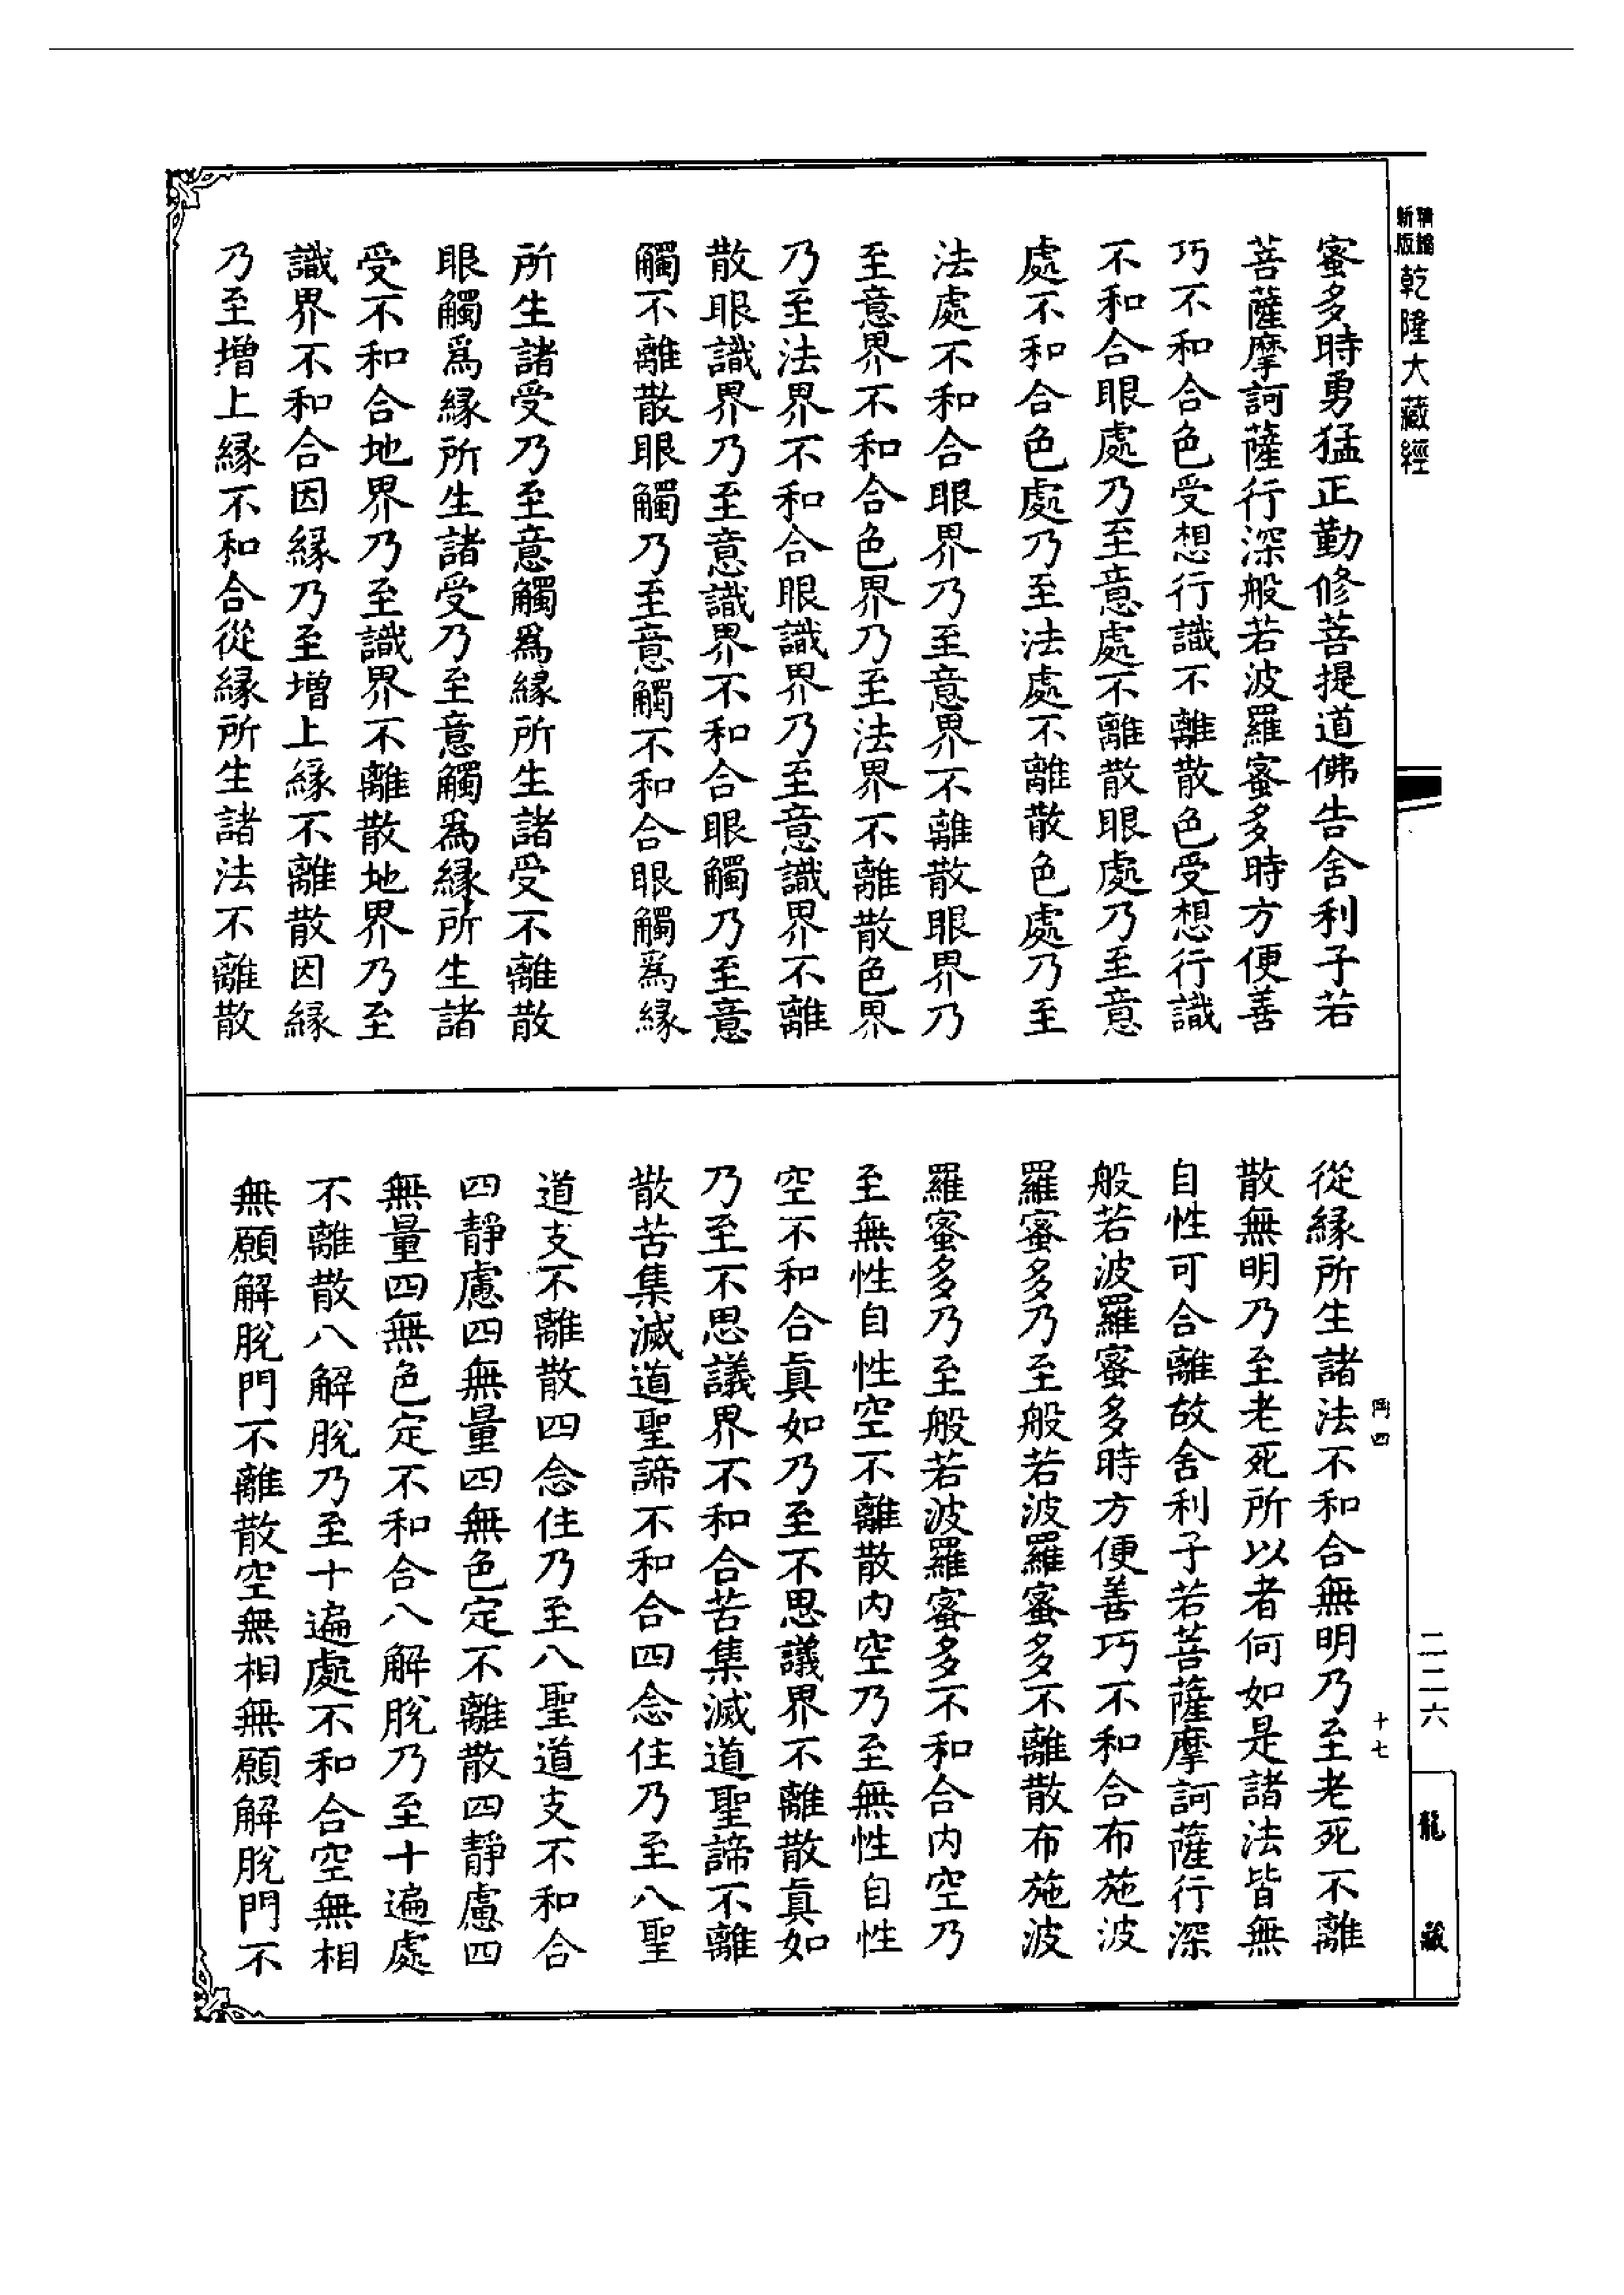 精編
新版
乾隆大藏經
蜜多時勇猛正勤修菩提道佛告舍利子若
菩薩摩訶薩行深般若波羅蜜多時方便善
巧不和合色受想行識不離散色受想行識
不和合眼處乃至意處不離散眼處乃至意
處不和合色處乃至法處不離散色處乃至
法處不和合眼界乃至意界不離散眼界乃
至意界不和合色界乃至法界不離散色界
乃至法界不和合眼識界乃至意識界不離
散眼識界乃至意識界不和合眼觸乃至意
觸不離散眼觸乃至意觸不和合眼觸爲緣
所生諸受乃至意觸爲緣所生諸受不離散
眼觸爲緣所生諸受乃至意觸爲緣所生諸
受不和合地界乃至識界不離散地界乃至
識界不和合因緣乃至增上緣不離散因緣
乃至增上緣不和合從緣所生諸法不離散
從緣所生諸法不和合無明乃至老死不離
散無明乃至老死所以者何如是諸法皆無
自性可合離故舍利子若菩薩摩訶薩行深
般若波羅蜜多時方便善巧不和合布施波
羅蜜多乃至般若波羅蜜多不離散布施波
羅蜜多乃至般若波羅蜜多不和合内空乃
至無性自性空不離散内空乃至無性自性
空不和合真如乃至不思議界不離散真如
乃至不思議界不和合苦集滅道聖諦不離
散苦集滅道聖諦不和合四念住乃至八聖
道支不離散四念住乃至八聖道支不和合
四靜慮四無量四無色定不離散四靜慮四
無量四無色定不和合八解脫乃至十遍處
不離散八解脫乃至十遍處不和合空無相
無願解脫門不離散空無相無願解脫門不
四
十七
二二六
龍藏